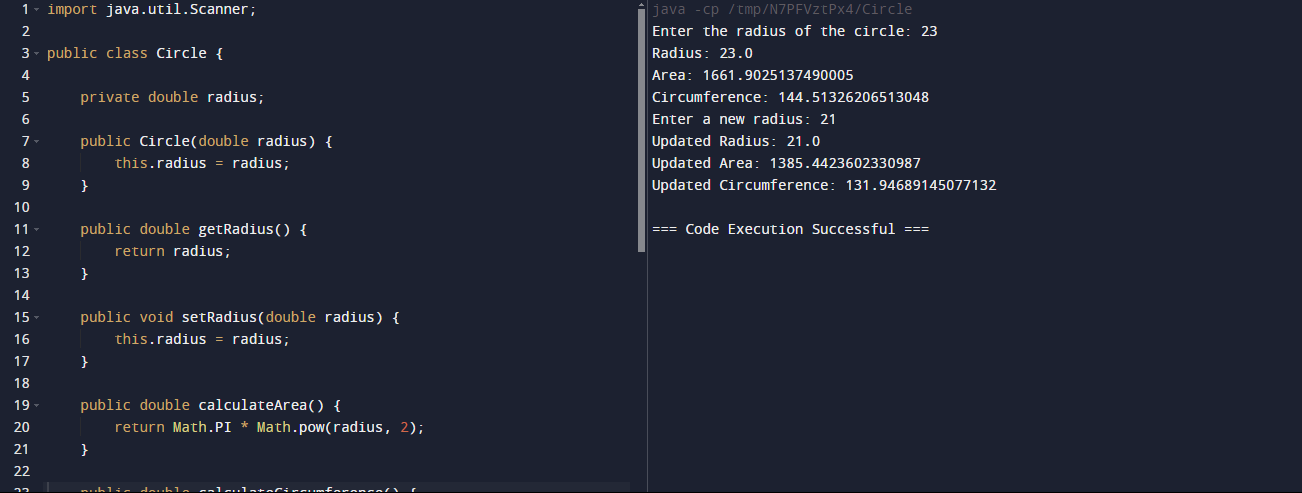 1 import java.util.Scanner;
2
3 public class Circle {
4
5     private double radius;
6
7     public Circle(double radius) {
8         this.radius = radius;
9     }
10
11     public double getRadius() {
12         return radius;
13     }
14
15     public void setRadius(double radius) {
16         this.radius = radius;
17     }
18
19     public double calculateArea() {
20         return Math.PI * Math.pow(radius, 2);
21     }
22
23     public double calculateCircumference() {
java -cp /tmp/N7PFVztPx4/Circle
Enter the radius of the circle: 23
Radius: 23.0
Area: 1661.9025137490005
Circumference: 144.51326206513048
Enter a new radius: 21
Updated Radius: 21.0
Updated Area: 1385.4423602330987
Updated Circumference: 131.94689145077132

=== Code Execution Successful ===